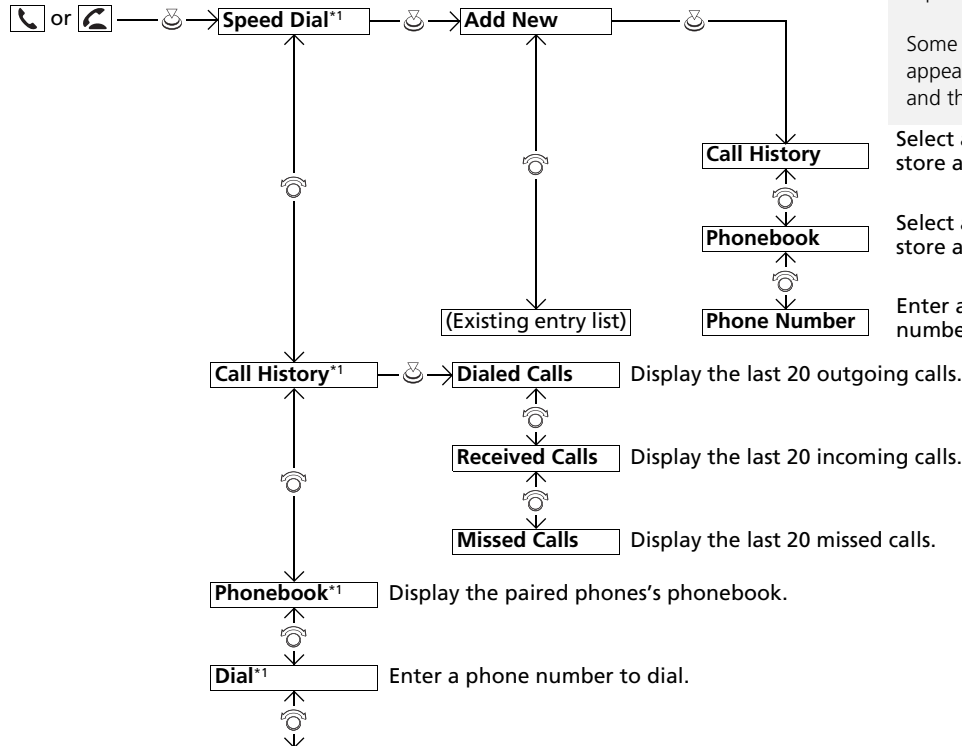 or
Speed Dial*1
Add New
Some
and th
Call History
Select
store a
Phonebook
Select
store a
(Existing entry list)
Phone Number
Enter a
numbe
Call History*1
Dialed Calls
Display the last 20 outgoing calls.
Received Calls
Display the last 20 incoming calls.
Missed Calls
Display the last 20 missed calls.
Phonebook*1
Display the paired phones's phonebook.
Dial*1
Enter a phone number to dial.